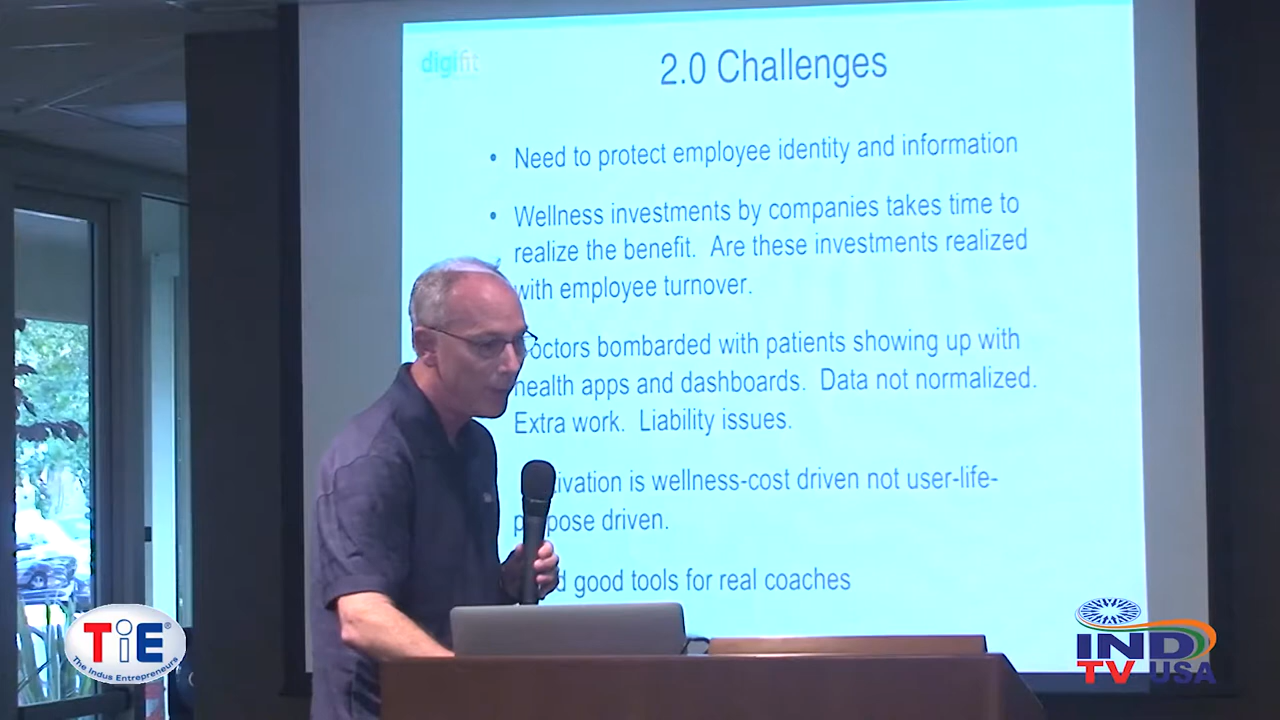 digifit
2.0 Challenges
• Need to protect employee identity and information
• Wellness investments by companies takes time to
realize the benefit. Are these investments realized
with employee turnover.
octors bombarded with patients showing up with
health apps and dashboards. Data not normalized.
Extra work. Liability issues.
ivation is wellness-cost driven not user-life-
pose driven.
good tools for real coaches
TiE®
The Indus Entrepreneurs
IND
TV USA